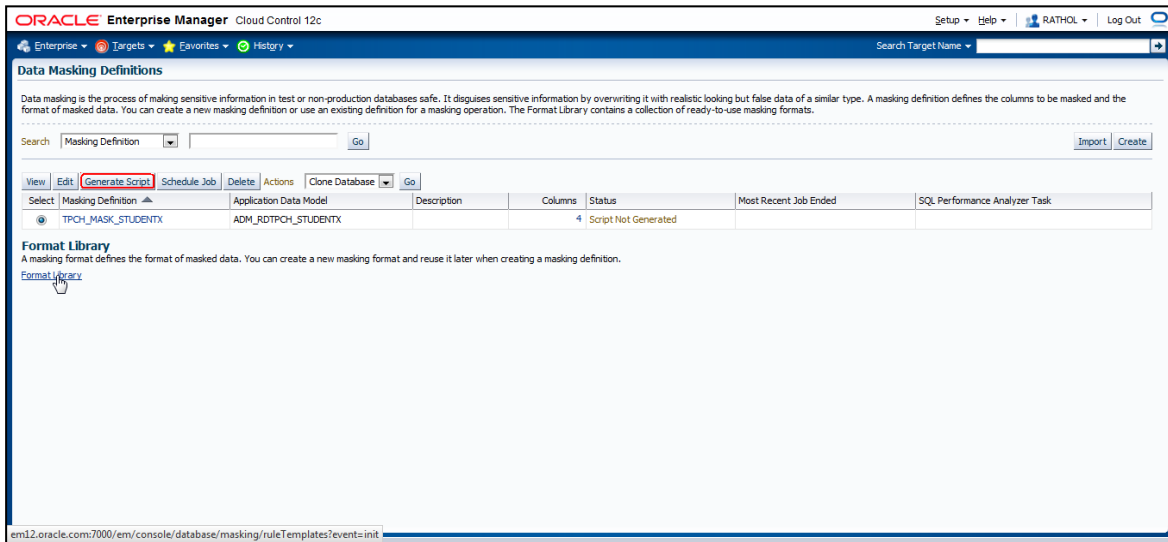 ORACLE Enterprise Manager Cloud Control 12c
Setup Help RATHOL Log Out
Enterprise Targets Favorites History Search Target Name
Data Masking Definitions
Data masking is the process of making sensitive information in test or non-production databases safe. It disguises sensitive information by overwriting it with realistic looking but false data of a similar type. A masking definition defines the columns to be masked and the
format of masked data. You can create a new masking definition or use an existing definition for a masking operation. The Format Library contains a collection of ready-to-use masking formats.
Search Masking Definition Go Import Create
View Edit Generate Script Schedule Job Delete Actions Clone Database Go
Select Masking Definition Application Data Model Description Columns Status Most Recent Job Ended SQL Performance Analyzer Task
TPCH_MASK_STUDENTX ADM_RDTPCH_STUDENTX 4 Script Not Generated
Format Library
A masking format defines the format of masked data. You can create a new masking format and reuse it later when creating a masking definition.
Format Library
em12.oracle.com:7000/em/console/database/masking/ruleTemplates?event=init